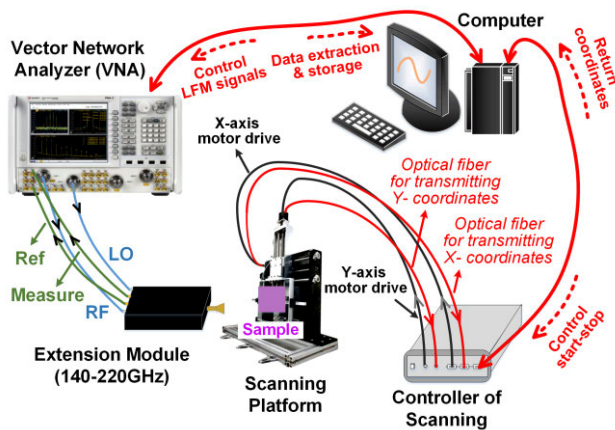 Computer
Vector Network
Analyzer (VNA)
Control
LFM signals
Data extraction
& storage
Return
coordinates
X-axis
motor drive
Optical fiber
for transmitting
Y- coordinates
Optical fiber
for transmitting
X- coordinates
Ref
LO
Measure
RF
Y-axis
motor drive
Sample
Control
start-stop
Extension Module
(140-220GHz)
Scanning
Platform
Controller of
Scanning